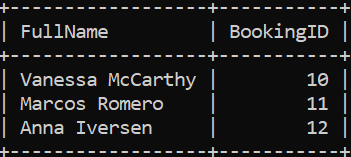 +------------------+-----------+
| FullName         | BookingID |
+------------------+-----------+
| Vanessa McCarthy |        10 |
| Marcos Romero    |        11 |
| Anna Iversen     |        12 |
+------------------+-----------+